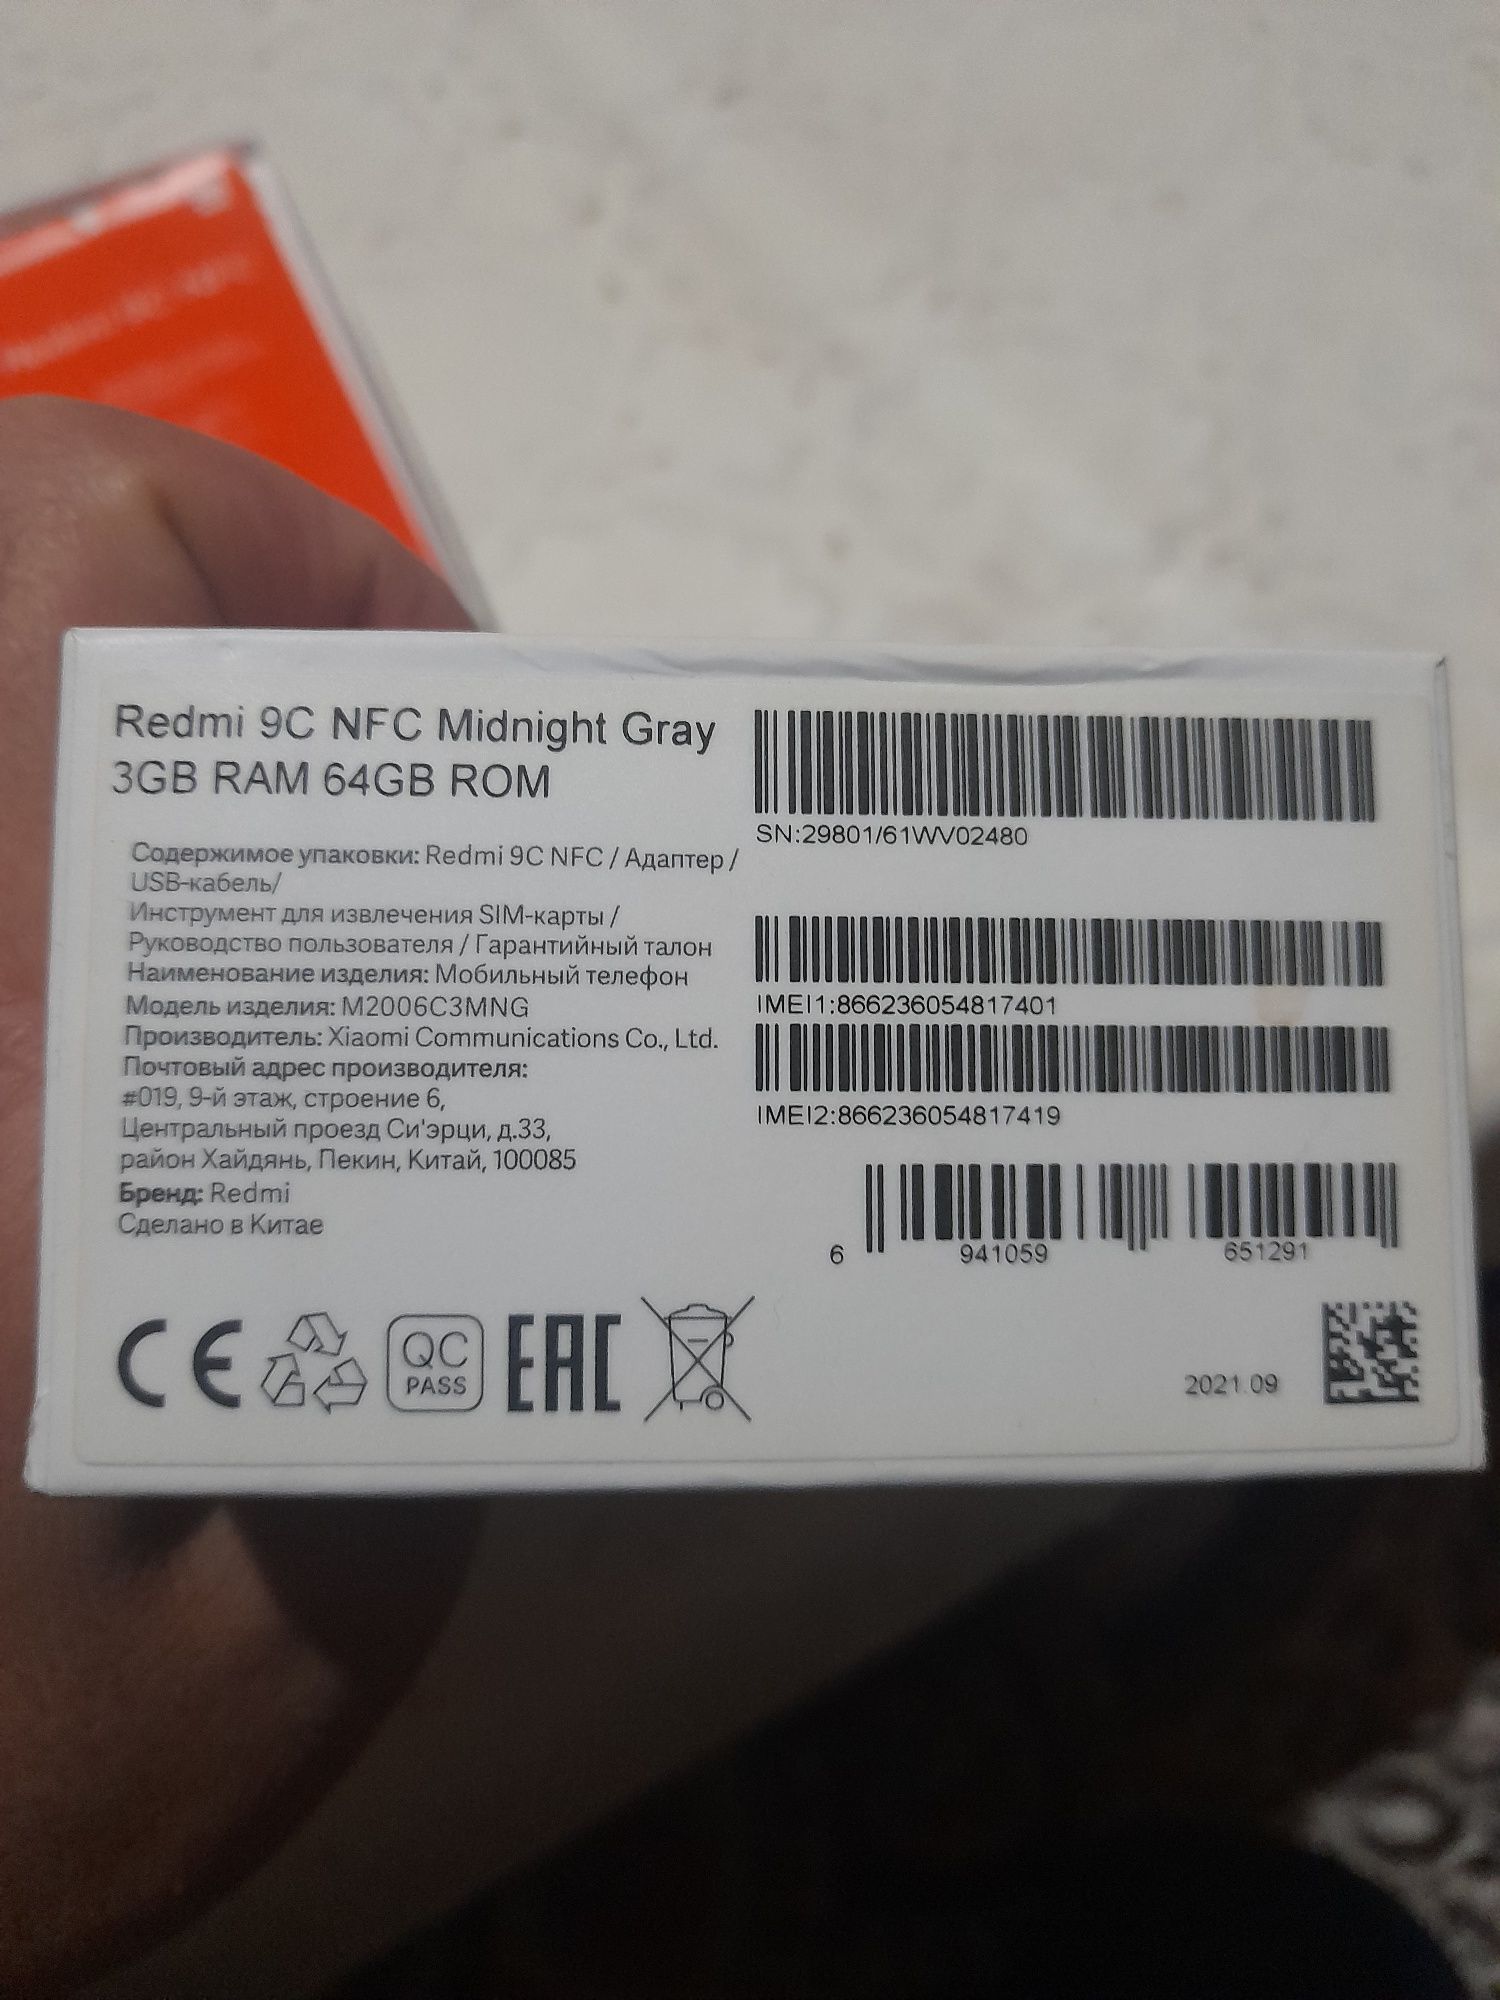 Redmi 9C NFC Midnight Gray
3GB RAM 64GB ROM
Содержимое упаковки: Redmi 9C NFC / Адаптер /
USB-кабель/
Инструмент для извлечения SIM-карты /
Руководство пользователя / Гарантийный талон
Наименование изделия: Мобильный телефон
Модель изделия: M2006C3MNG
Производитель: Xiaomi Communications Co., Ltd.
Почтовый адрес производителя:
#019, 9-й этаж, строение 6,
Центральный проезд Си'эрци, д.33,
район Хайдянь, Пекин, Китай, 100085
Бренд: Redmi
Сделано в Китае
SN:29801/61WV02480
IMEI1:866236054817401
IMEI2:866236054817419
6 941059 651291
CE
QC
PASS
EAC
2021.09